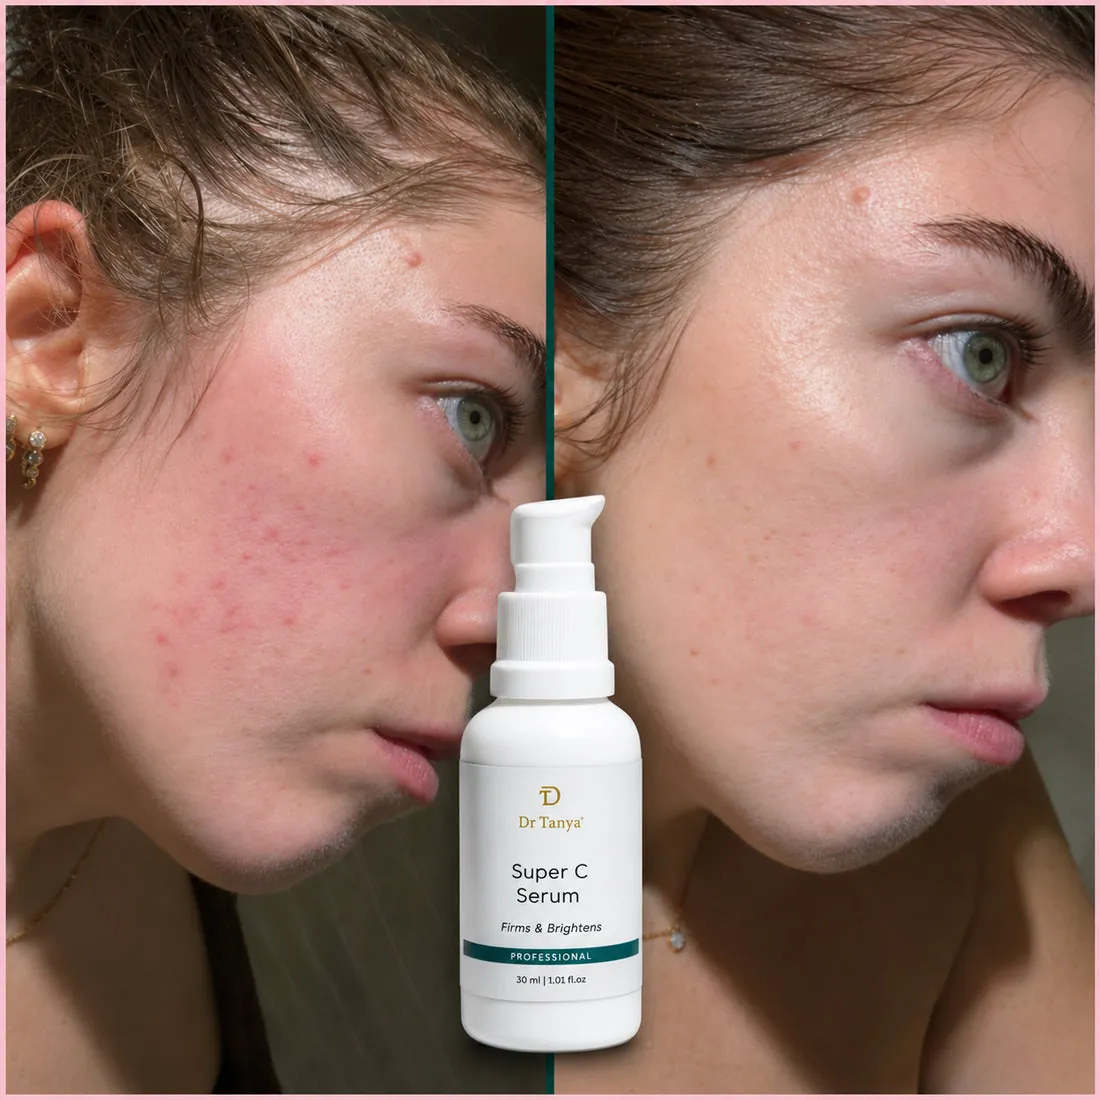 Dr Tanya®
Super C
Serum
Firms & Brightens
PROFESSIONAL
30 ml | 1.01 fl.oz